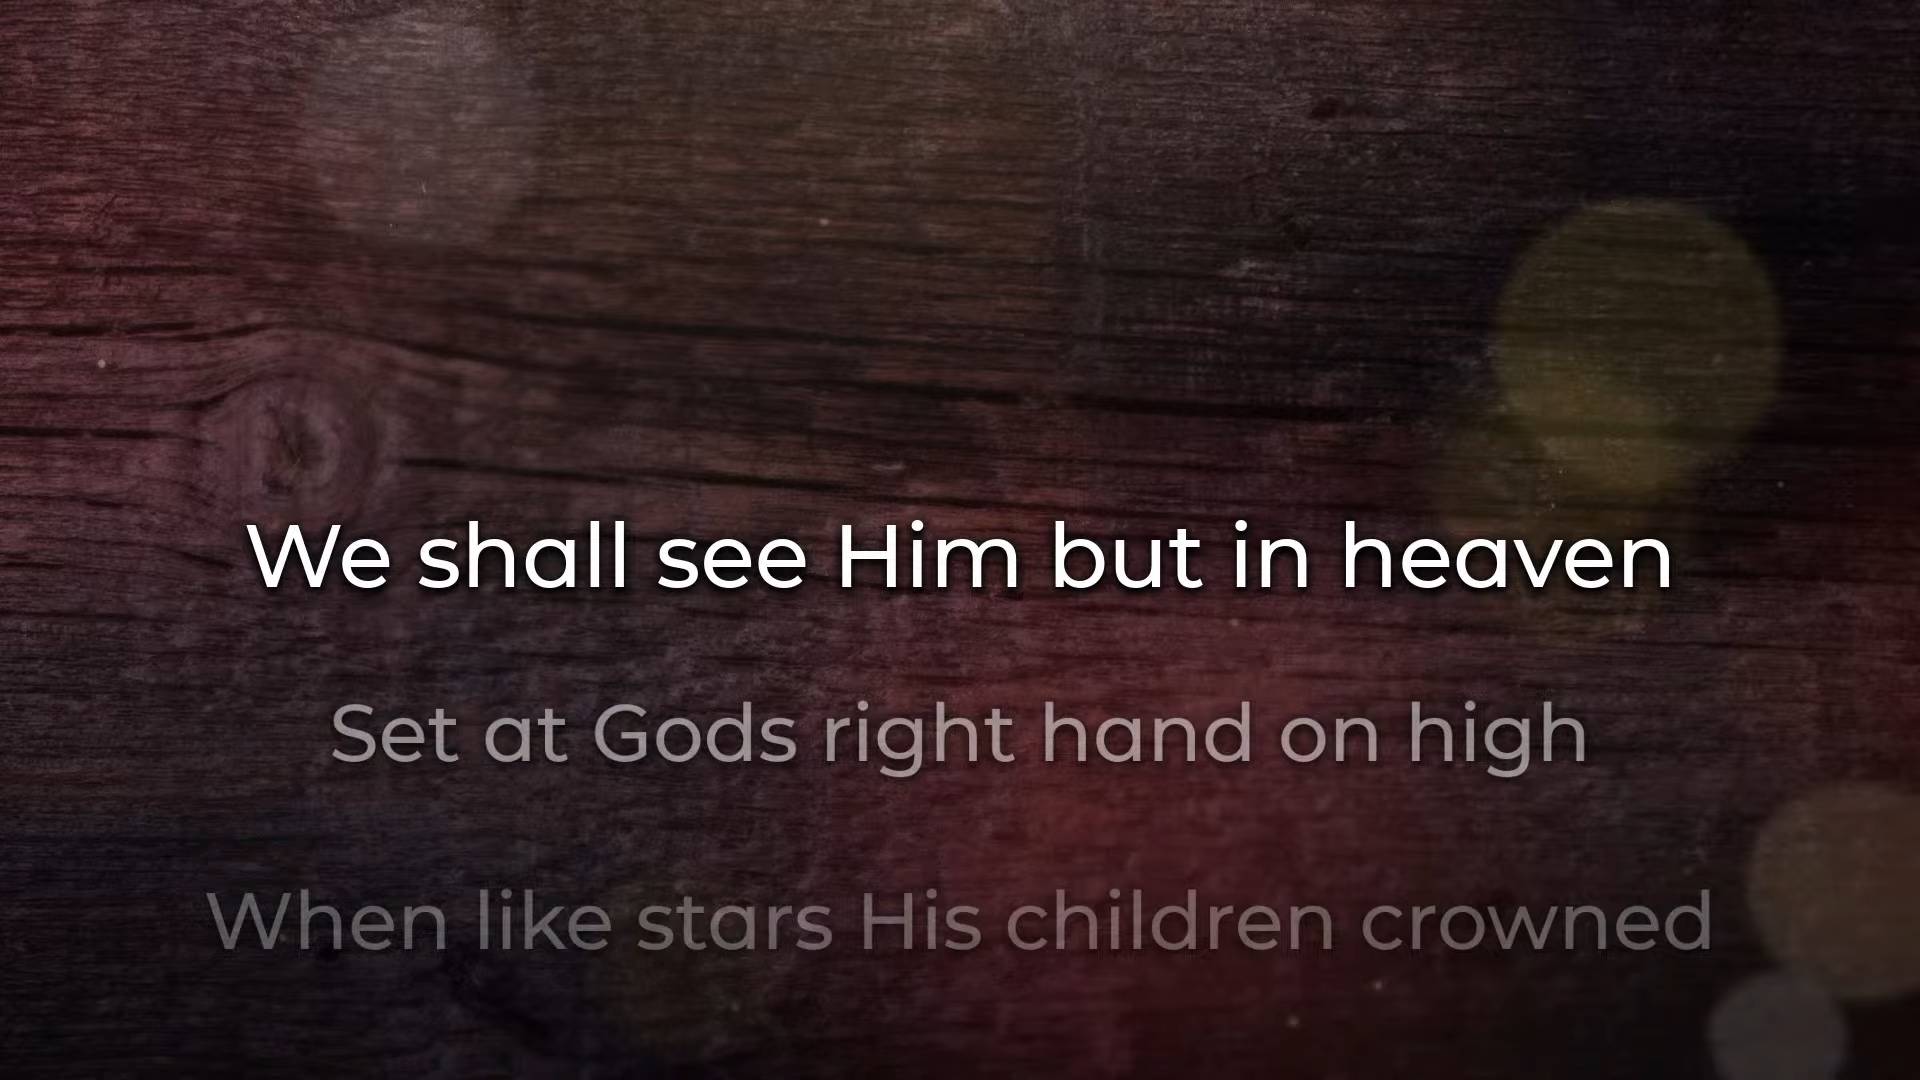 We shall see Him but in heaven
Set at Gods right hand on high
When like stars His children crowned